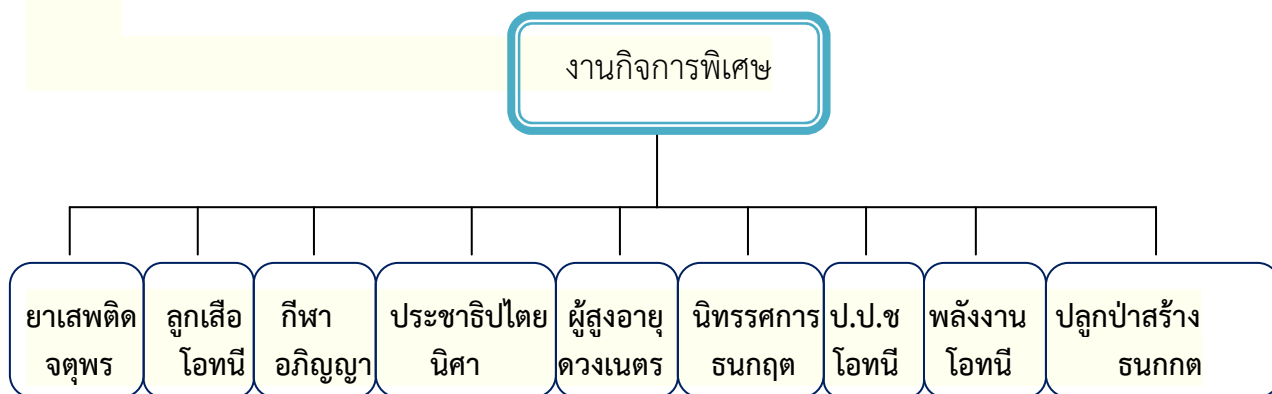 งานกิจการพิเศษ
ยาเสพติด
จตุพร
ลูกเสือ
โอทนี
กีฬา
อภิญญา
ประชาธิปไตย
นิศา
ผู้สูงอายุ
ดวงเนตร
นิทรรศการ
ธนกฤต
ป.ป.ช
โอทนี
พลังงาน
โอทนี
ปลูกป่าสร้าง
ธนกกต